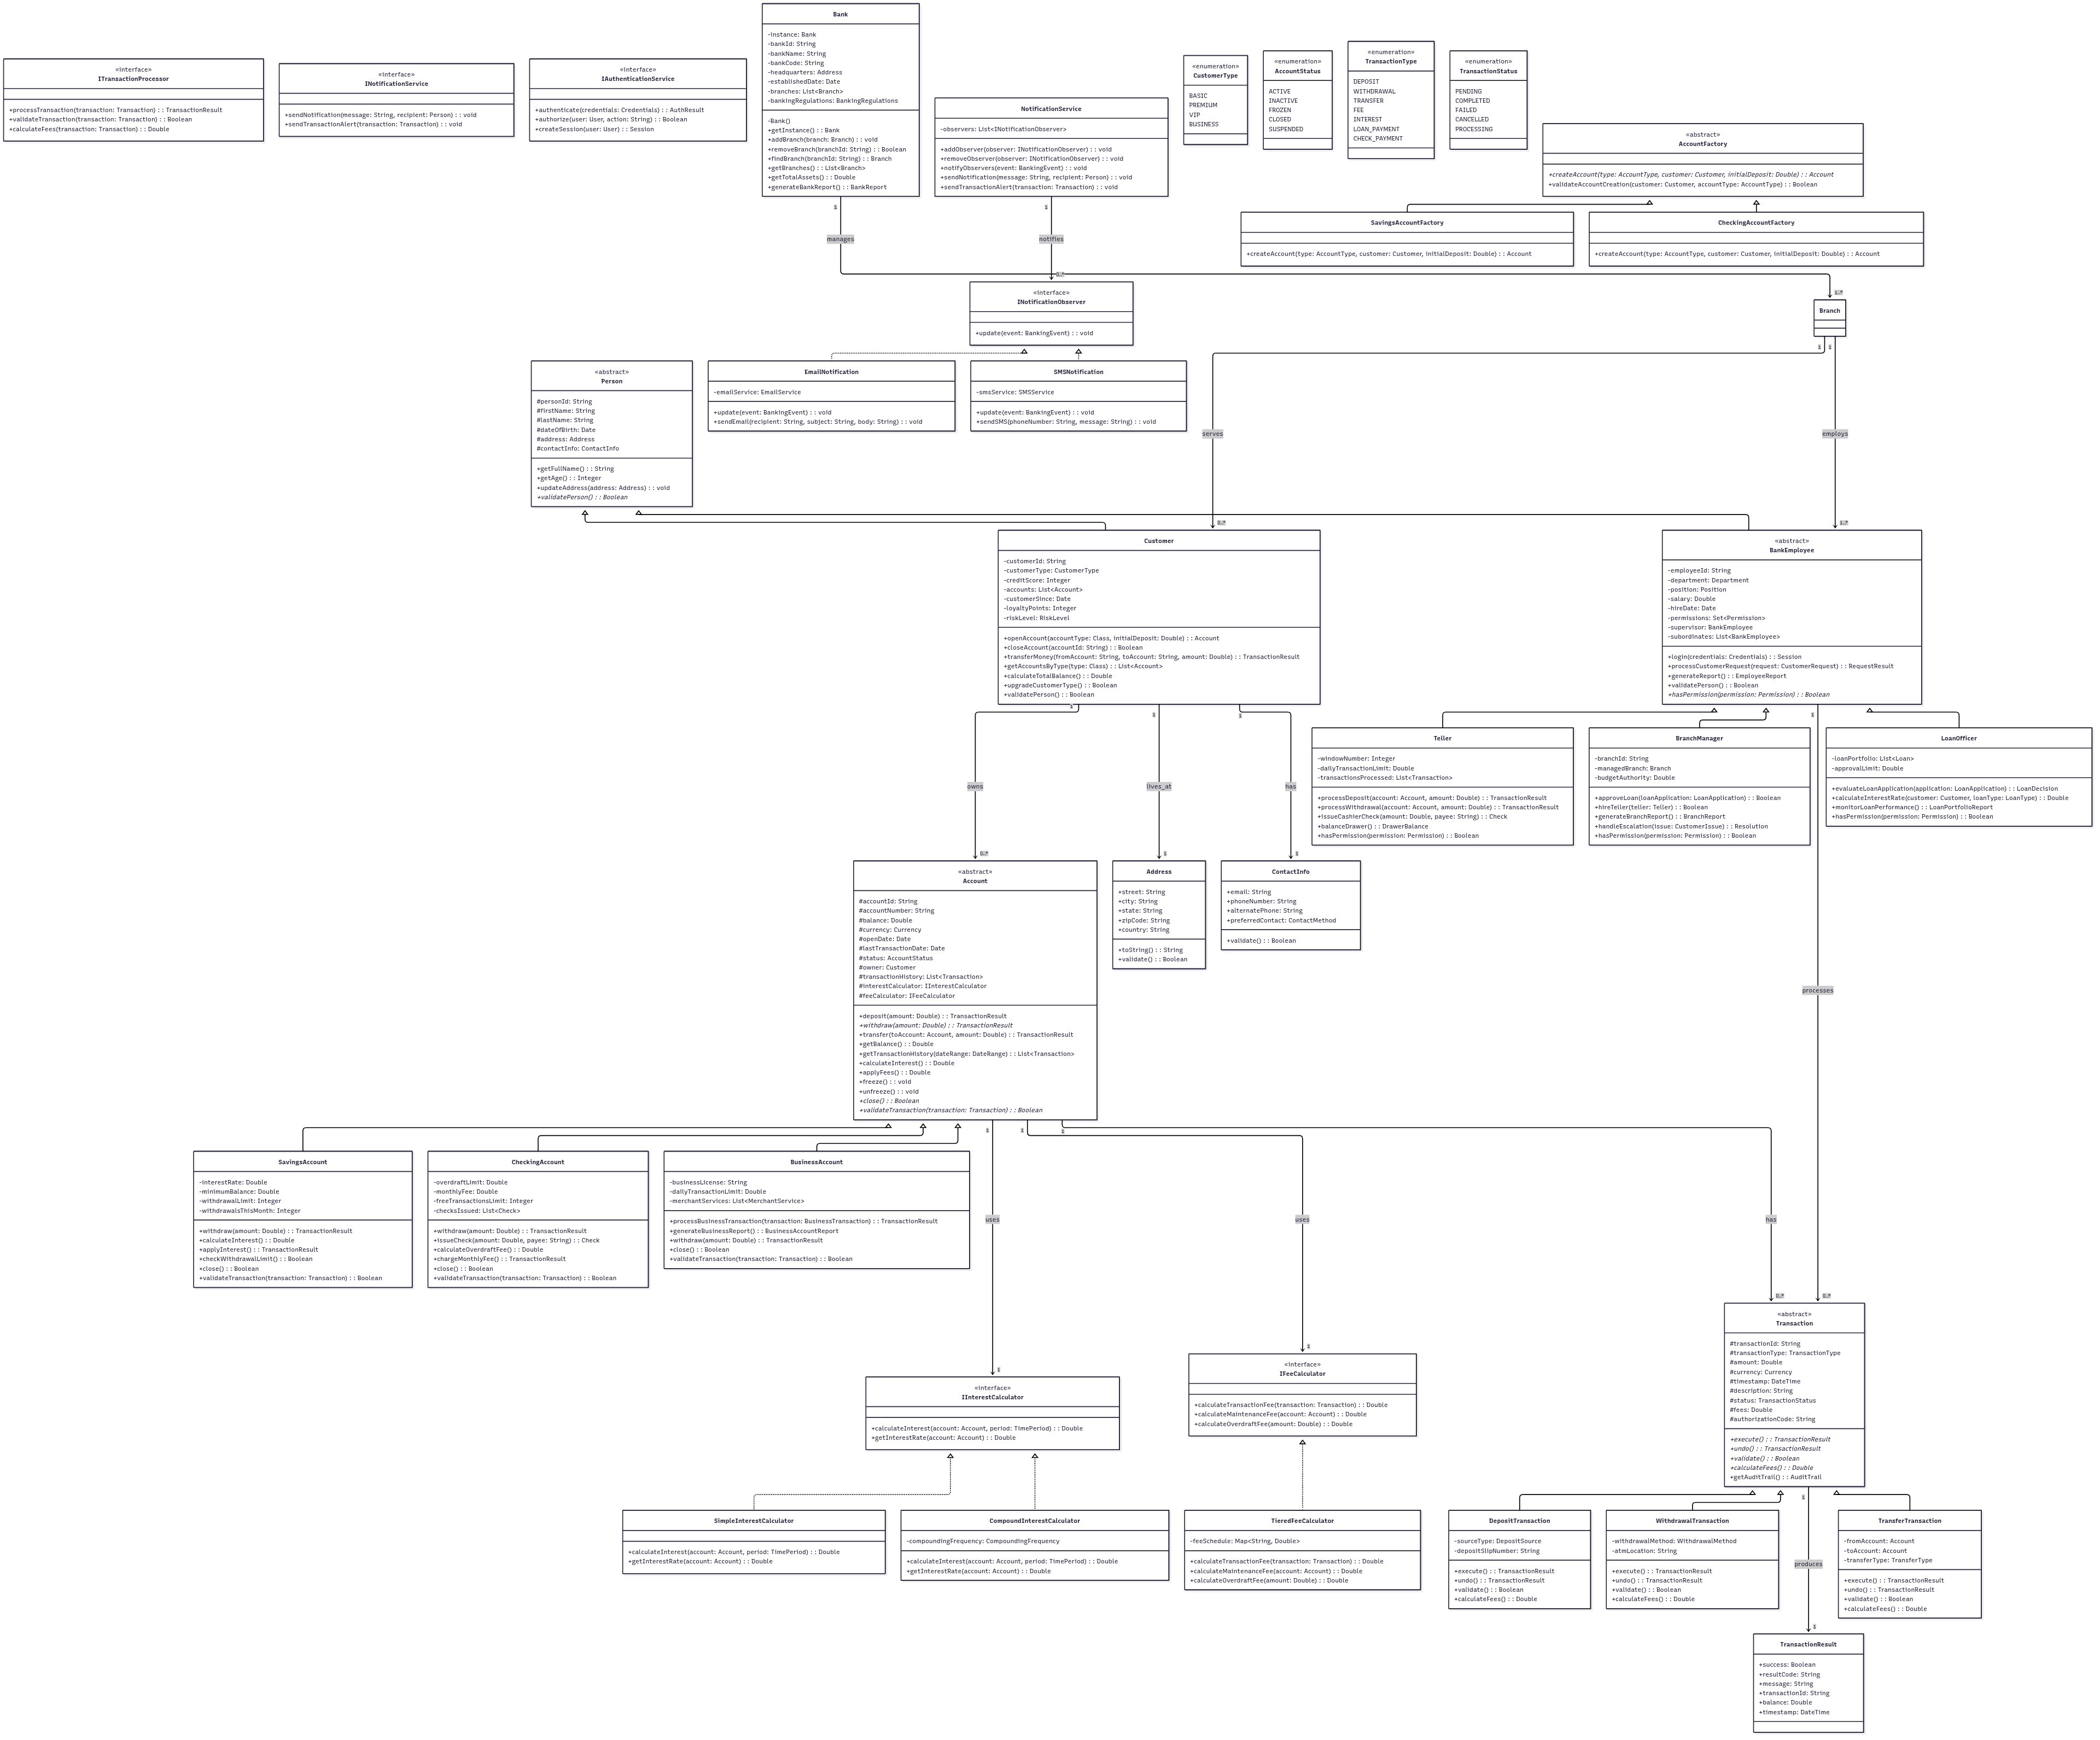 «interface»
ITransactionProcessor
+processTransaction(transaction: Transaction) : : TransactionResult
+validateTransaction(transaction: Transaction) : : Boolean
+calculateFees(transaction: Transaction) : : Double
«interface»
INotificationService
+sendNotification(message: String, recipient: Person) : : void
+sendTransactionAlert(transaction: Transaction) : : void
«interface»
IAuthenticationService
+authenticate(credentials: Credentials) : : AuthResult
+authorize(user: User, action: String) : : Boolean
+createSession(user: User) : : Session
Bank
-instance: Bank
-bankId: String
-bankName: String
-bankCode: String
-headquarters: Address
-establishedDate: Date
-branches: List<Branch>
-bankingRegulations: BankingRegulations
-Bank()
+getInstance() : : Bank
+addBranch(branch: Branch) : : void
+removeBranch(branchId: String) : : Boolean
+findBranch(branchId: String) : : Branch
+getBranches() : : List<Branch>
+getTotalAssets() : : Double
+generateBankReport() : : BankReport
NotificationService
-observers: List<INotificationObserver>
+addObserver(observer: INotificationObserver) : : void
+removeObserver(observer: INotificationObserver) : : void
+notifyObservers(event: BankingEvent) : : void
+sendNotification(message: String, recipient: Person) : : void
+sendTransactionAlert(transaction: Transaction) : : void
«enumeration»
CustomerType
BASIC
PREMIUM
VIP
BUSINESS
«enumeration»
AccountStatus
ACTIVE
INACTIVE
FROZEN
CLOSED
SUSPENDED
«enumeration»
TransactionType
DEPOSIT
WITHDRAWAL
TRANSFER
FEE
INTEREST
LOAN_PAYMENT
CHECK_PAYMENT
«enumeration»
TransactionStatus
PENDING
COMPLETED
FAILED
CANCELLED
PROCESSING
«abstract»
AccountFactory
+createAccount(type: AccountType, customer: Customer, initialDeposit: Double) : : Account
+validateAccountCreation(customer: Customer, accountType: AccountType) : : Boolean
SavingsAccountFactory
+createAccount(type: AccountType, customer: Customer, initialDeposit: Double) : : Account
CheckingAccountFactory
+createAccount(type: AccountType, customer: Customer, initialDeposit: Double) : : Account
manages
notifies
«interface»
INotificationObserver
+update(event: BankingEvent) : : void
Branch
«abstract»
Person
#personId: String
#firstName: String
#lastName: String
#dateOfBirth: Date
#address: Address
#contactInfo: ContactInfo
+getFullName() : : String
+getAge() : : Integer
+updateAddress(address: Address) : : void
+validatePerson() : : Boolean
EmailNotification
-emailService: EmailService
+update(event: BankingEvent) : : void
+sendEmail(recipient: String, subject: String, body: String) : : void
SMSNotification
-smsService: SMSService
+update(event: BankingEvent) : : void
+sendSMS(phoneNumber: String, message: String) : : void
serves
employs
Customer
-customerId: String
-customerType: CustomerType
-creditScore: Integer
-accounts: List<Account>
-customerSince: Date
-loyaltyPoints: Integer
-riskLevel: RiskLevel
+openAccount(accountType: Class, initialDeposit: Double) : : Account
+closeAccount(accountId: String) : : Boolean
+transferMoney(fromAccount: String, toAccount: String, amount: Double) : : TransactionResult
+getAccountsByType(type: Class) : : List<Account>
+calculateTotalBalance() : : Double
+upgradeCustomerType() : : Boolean
+validatePerson() : : Boolean
«abstract»
BankEmployee
-employeeId: String
-department: Department
-position: Position
-salary: Double
-hireDate: Date
-permissions: Set<Permission>
-supervisor: BankEmployee
-subordinates: List<BankEmployee>
+login(credentials: Credentials) : : Session
+processCustomerRequest(request: CustomerRequest) : : RequestResult
+generateReport() : : EmployeeReport
+validatePerson() : : Boolean
+hasPermission(permission: Permission) : : Boolean
owns
lives_at
has
Teller
-windowNumber: Integer
-dailyTransactionLimit: Double
-transactionsProcessed: List<Transaction>
+processDeposit(account: Account, amount: Double) : : TransactionResult
+processWithdrawal(account: Account, amount: Double) : : TransactionResult
+issueCashierCheck(amount: Double, payee: String) : : Check
+balanceDrawer() : : DrawerBalance
+hasPermission(permission: Permission) : : Boolean
BranchManager
-branchId: String
-managedBranch: Branch
-budgetAuthority: Double
+approveLoan(loanApplication: LoanApplication) : : Boolean
+hireTeller(teller: Teller) : : Boolean
+generateBranchReport() : : BranchReport
+handleEscalation(issue: CustomerIssue) : : Resolution
+hasPermission(permission: Permission) : : Boolean
LoanOfficer
-loanPortfolio: List<Loan>
-approvalLimit: Double
+evaluateLoanApplication(application: LoanApplication) : : LoanDecision
+calculateInterestRate(customer: Customer, loanType: LoanType) : : Double
+monitorLoanPerformance() : : LoanPortfolioReport
+hasPermission(permission: Permission) : : Boolean
«abstract»
Account
#accountId: String
#accountNumber: String
#balance: Double
#currency: Currency
#openDate: Date
#lastTransactionDate: Date
#status: AccountStatus
#owner: Customer
#transactionHistory: List<Transaction>
#interestCalculator: IInterestCalculator
#feeCalculator: IFeeCalculator
+deposit(amount: Double) : : TransactionResult
+withdraw(amount: Double) : : TransactionResult
+transfer(toAccount: Account, amount: Double) : : TransactionResult
+getBalance() : : Double
+getTransactionHistory(dateRange: DateRange) : : List<Transaction>
+calculateInterest() : : Double
+applyFees() : : Double
+freeze() : : void
+unfreeze() : : void
+close() : : Boolean
+validateTransaction(transaction: Transaction) : : Boolean
Address
+street: String
+city: String
+state: String
+zipCode: String
+country: String
+toString() : : String
+validate() : : Boolean
ContactInfo
+email: String
+phoneNumber: String
+alternatePhone: String
+preferredContact: ContactMethod
+validate() : : Boolean
processes
SavingsAccount
-interestRate: Double
-minimumBalance: Double
-withdrawalLimit: Integer
-withdrawalsThisMonth: Integer
+withdraw(amount: Double) : : TransactionResult
+calculateInterest() : : Double
+applyInterest() : : TransactionResult
+checkWithdrawalLimit() : : Boolean
+close() : : Boolean
+validateTransaction(transaction: Transaction) : : Boolean
CheckingAccount
-overdraftLimit: Double
-monthlyFee: Double
-freeTransactionsLimit: Integer
-checksIssued: List<Check>
+withdraw(amount: Double) : : TransactionResult
+issueCheck(amount: Double, payee: String) : : Check
+calculateOverdraftFee() : : Double
+chargeMonthlyFee() : : TransactionResult
+close() : : Boolean
+validateTransaction(transaction: Transaction) : : Boolean
BusinessAccount
-businessLicense: String
-dailyTransactionLimit: Double
-merchantServices: List<MerchantService>
+processBusinessTransaction(transaction: BusinessTransaction) : : TransactionResult
+generateBusinessReport() : : BusinessAccountReport
+withdraw(amount: Double) : : TransactionResult
+close() : : Boolean
+validateTransaction(transaction: Transaction) : : Boolean
uses
uses
has
«interface»
IInterestCalculator
+calculateInterest(account: Account, period: TimePeriod) : : Double
+getInterestRate(account: Account) : : Double
«interface»
IFeeCalculator
+calculateTransactionFee(transaction: Transaction) : : Double
+calculateMaintenanceFee(account: Account) : : Double
+calculateOverdraftFee(amount: Double) : : Double
«abstract»
Transaction
#transactionId: String
#transactionType: TransactionType
#amount: Double
#currency: Currency
#timestamp: DateTime
#description: String
#status: TransactionStatus
#fees: Double
#authorizationCode: String
+execute() : : TransactionResult
+undo() : : TransactionResult
+validate() : : Boolean
+calculateFees() : : Double
+getAuditTrail() : : AuditTrail
SimpleInterestCalculator
+calculateInterest(account: Account, period: TimePeriod) : : Double
+getInterestRate(account: Account) : : Double
CompoundInterestCalculator
-compoundingFrequency: CompoundingFrequency
+calculateInterest(account: Account, period: TimePeriod) : : Double
+getInterestRate(account: Account) : : Double
TieredFeeCalculator
-feeSchedule: Map<String, Double>
+calculateTransactionFee(transaction: Transaction) : : Double
+calculateMaintenanceFee(account: Account) : : Double
+calculateOverdraftFee(amount: Double) : : Double
DepositTransaction
-sourceType: DepositSource
-depositSlipNumber: String
+execute() : : TransactionResult
+undo() : : TransactionResult
+validate() : : Boolean
+calculateFees() : : Double
WithdrawalTransaction
-withdrawalMethod: WithdrawalMethod
-atmLocation: String
+execute() : : TransactionResult
+undo() : : TransactionResult
+validate() : : Boolean
+calculateFees() : : Double
TransferTransaction
-fromAccount: Account
-toAccount: Account
-transferType: TransferType
+execute() : : TransactionResult
+undo() : : TransactionResult
+validate() : : Boolean
+calculateFees() : : Double
produces
TransactionResult
+success: Boolean
+resultCode: String
+message: String
+transactionId: String
+balance: Double
+timestamp: DateTime